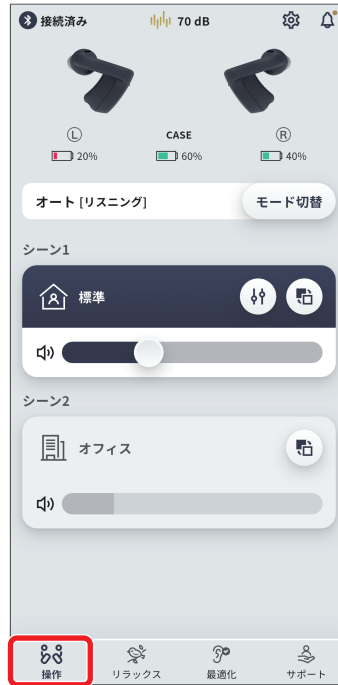 接続済み 70 dB
L CASE R
20% 60% 40%
オート [リスニング] モード切替
シーン1
標準
シーン2
オフィス
操作 リラックス 最適化 サポート